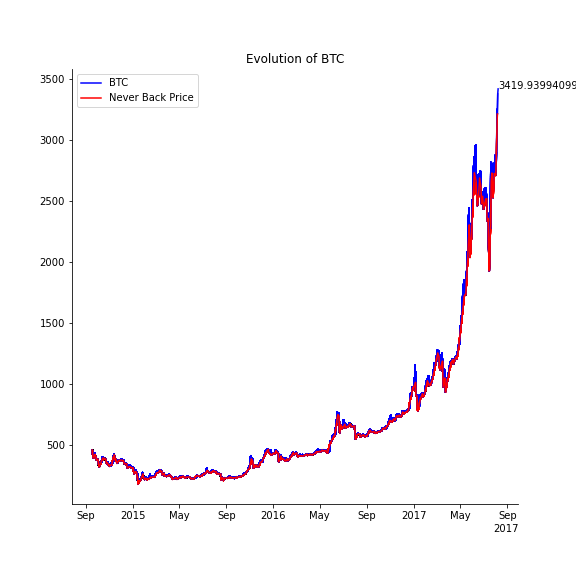 Evolution of BTC
BTC
Never Back Price
3419.93994099
3500
3000
2500
2000
1500
1000
500
Sep 2015 May Sep 2016 May Sep 2017 May Sep
2017